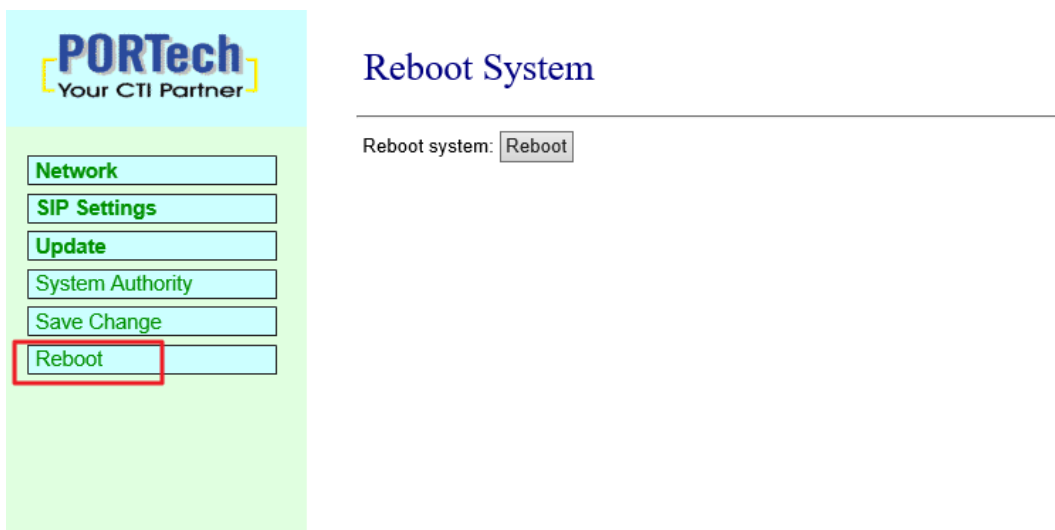 PORTech
Your CTI Partner
Network
SIP Settings
Update
System Authority
Save Change
Reboot
Reboot System
Reboot system: Reboot